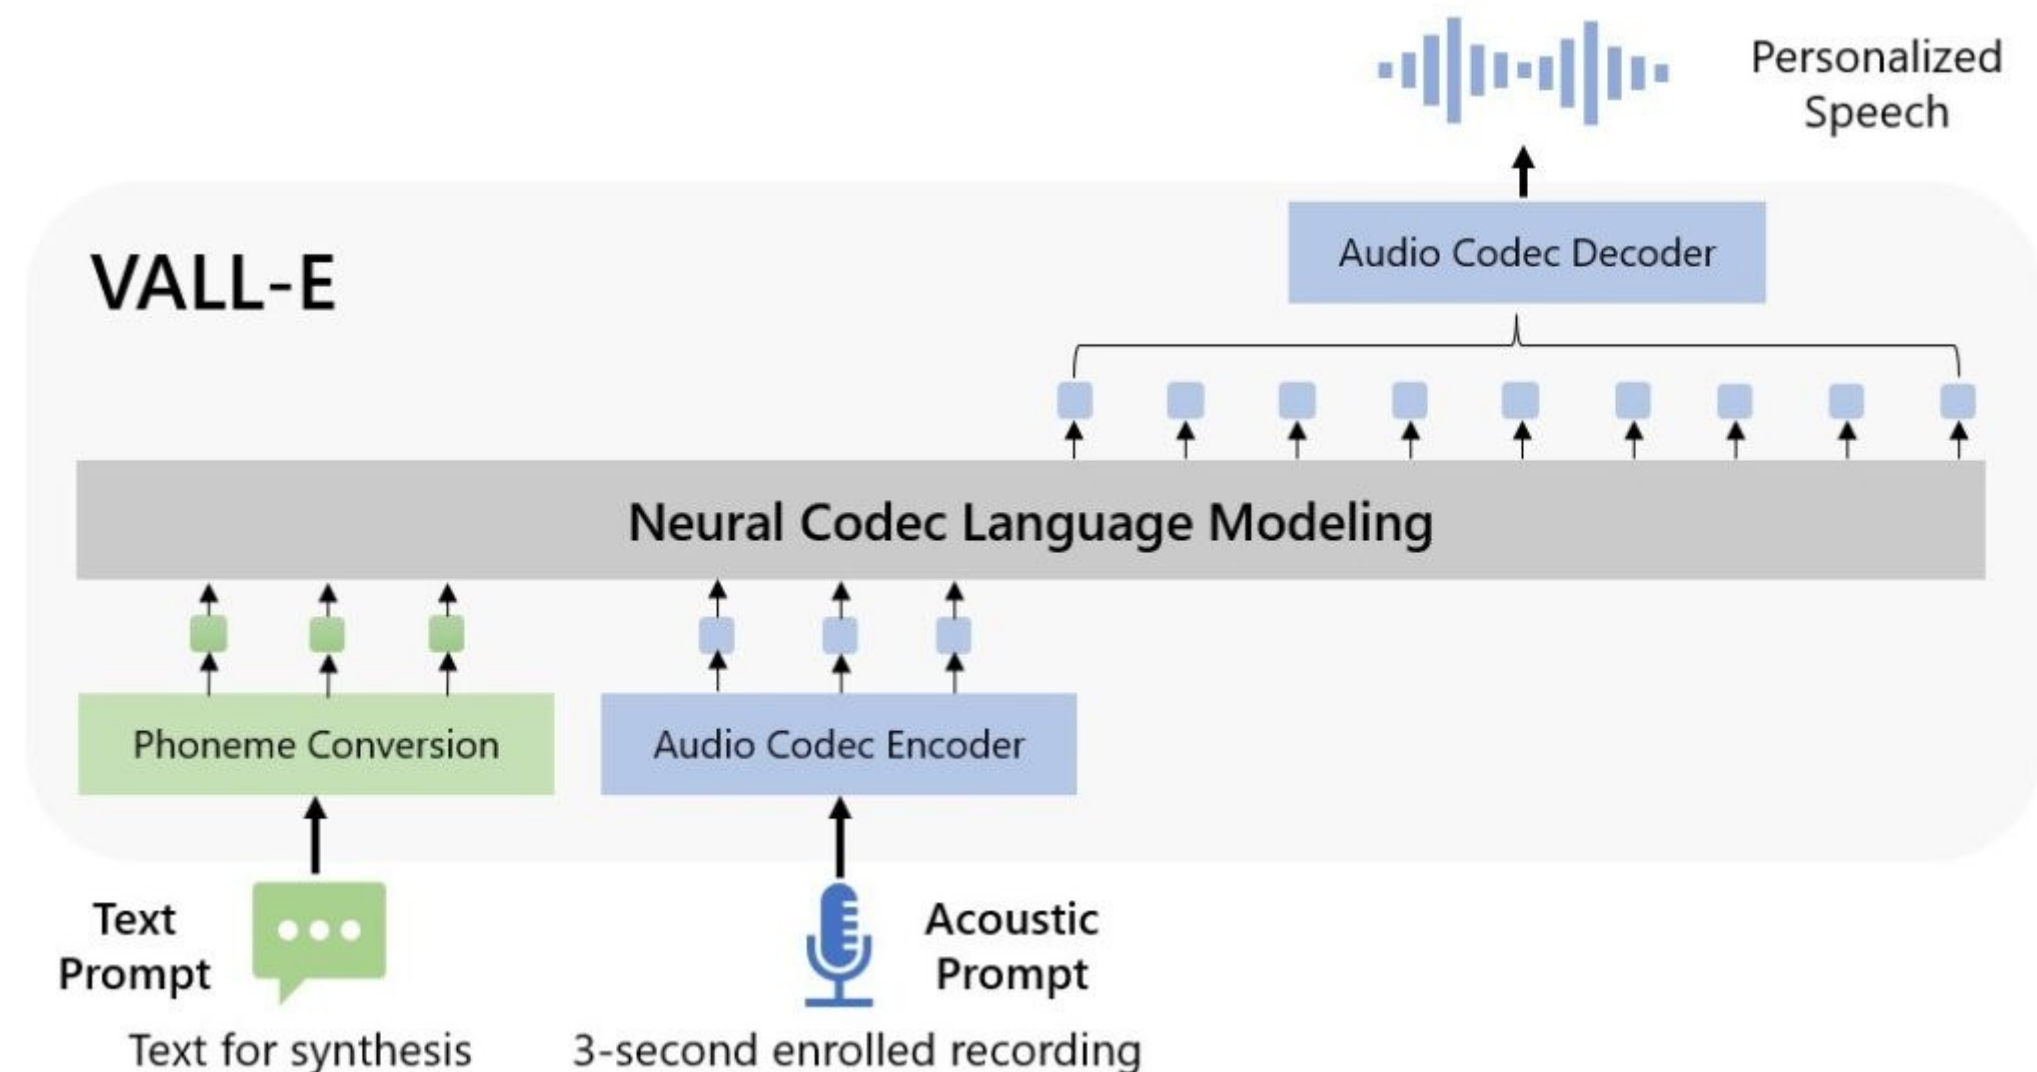 Personalized
Speech
Audio Codec Decoder
VALL-E
Neural Codec Language Modeling
Phoneme Conversion
Audio Codec Encoder
Text
Prompt
Acoustic
Prompt
Text for synthesis
3-second enrolled recording